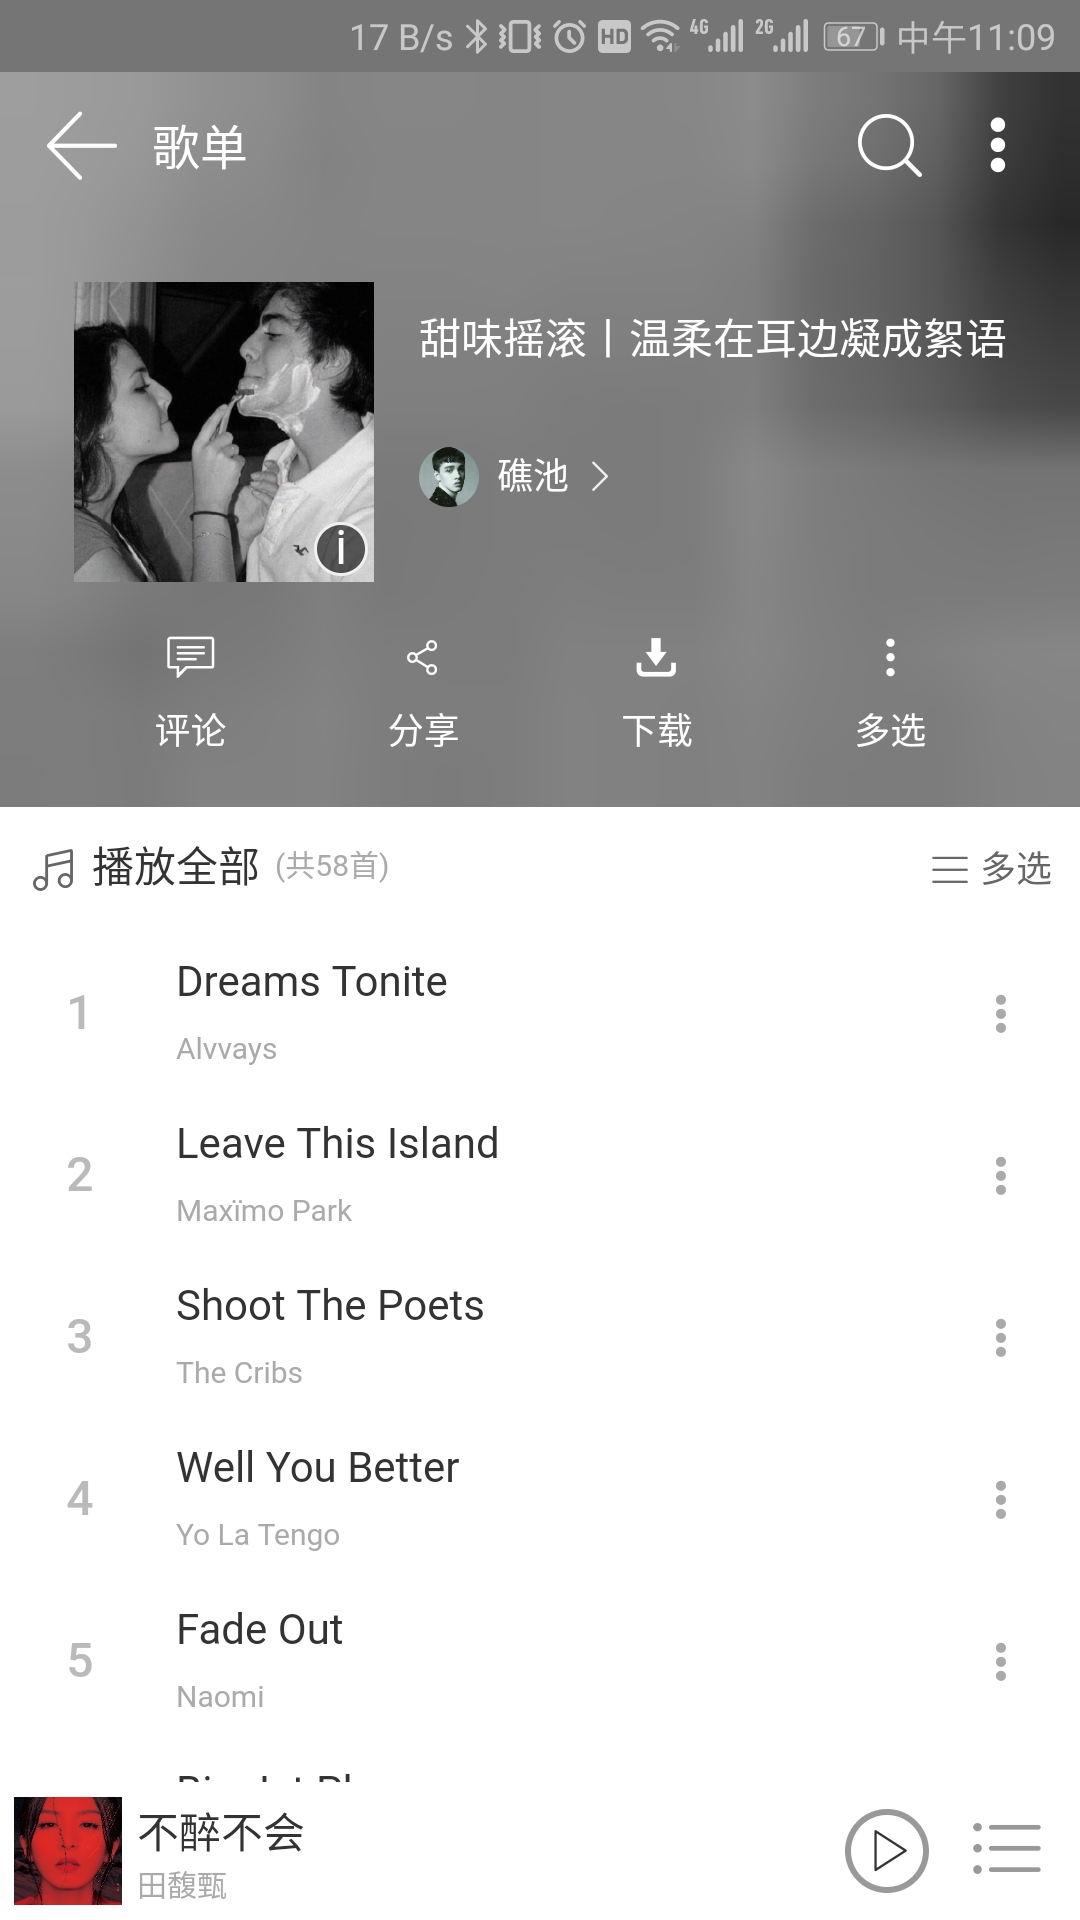 17 B/s HD 4G 2G 67 中午11:09
歌单
甜味摇滚丨温柔在耳边凝成絮语
礁池
i
评论 分享 下载 多选
播放全部 (共58首) 多选
1 Dreams Tonite
Alvvays
2 Leave This Island
Maxïmo Park
3 Shoot The Poets
The Cribs
4 Well You Better
Yo La Tengo
5 Fade Out
Naomi
不醉不会
田馥甄